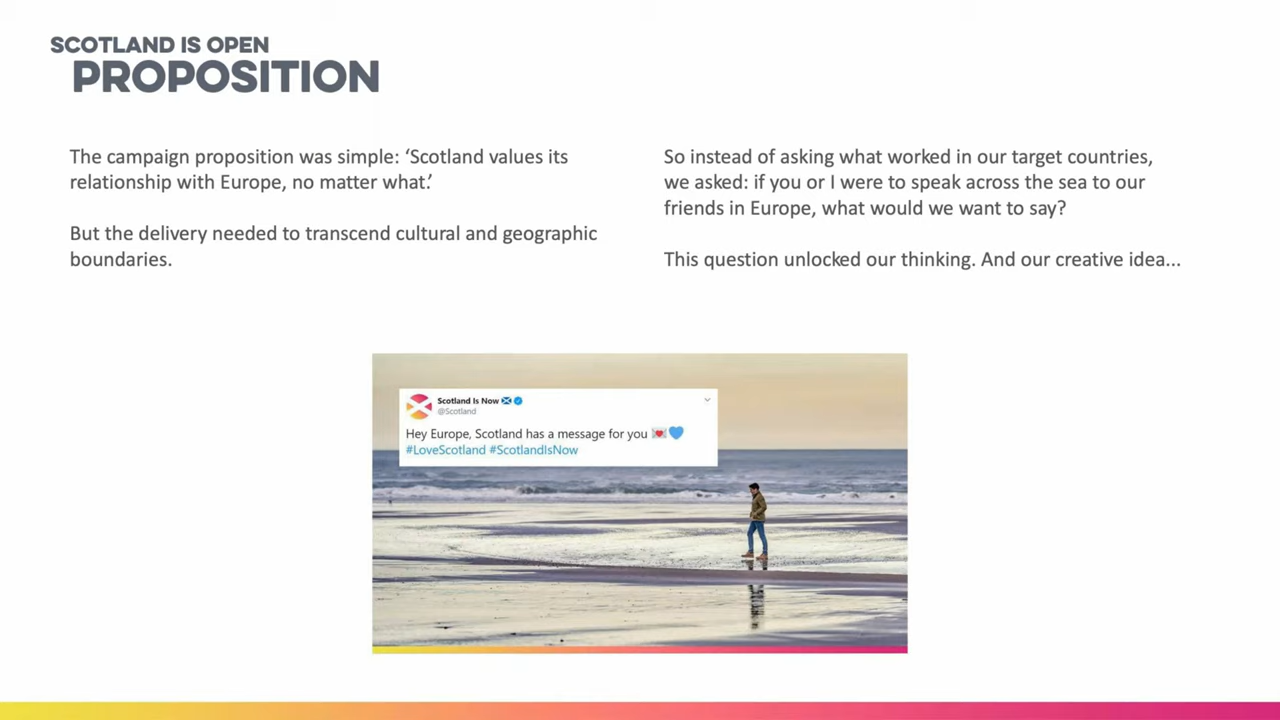 SCOTLAND IS OPEN
PROPOSITION
The campaign proposition was simple: ‘Scotland values its
relationship with Europe, no matter what.’
But the delivery needed to transcend cultural and geographic
boundaries.
So instead of asking what worked in our target countries,
we asked: if you or I were to speak across the sea to our
friends in Europe, what would we want to say?
This question unlocked our thinking. And our creative idea...
Scotland Is Now
@Scotland
Hey Europe, Scotland has a message for you 💌💙
#LoveScotland #ScotlandIsNow